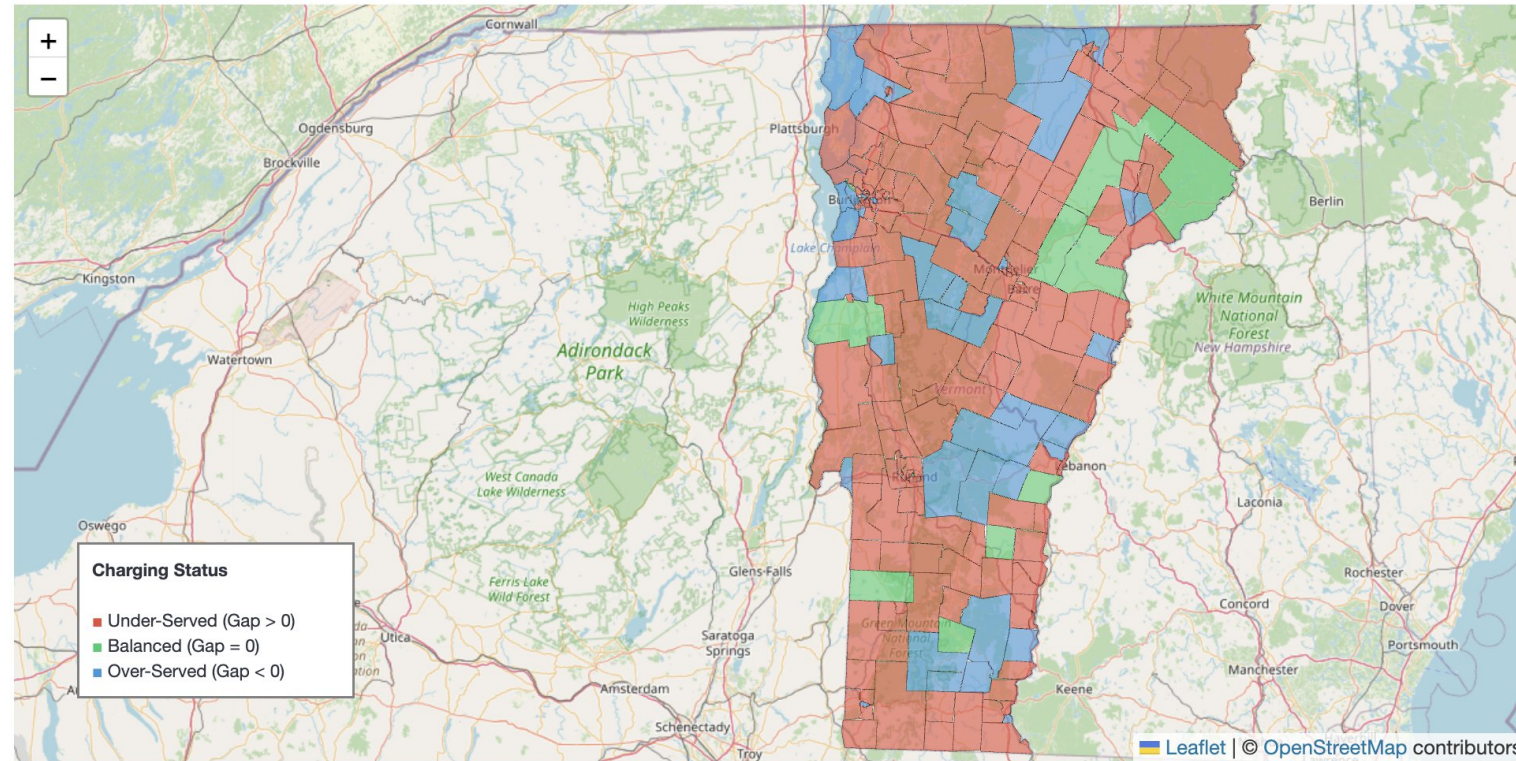 Cornwall
+
−
Ogdensburg
Plattsburgh
Brockville
Burlington
Berlin
Lake Champlain
Kingston
Montpelier
Barre
High Peaks
Wilderness
White Mountain
National
Forest
New Hampshire
Adirondack
Park
Watertown
Vermont
Lebanon
Rutland
West Canada
Lake Wilderness
Laconia
Oswego
Charging Status
Glens Falls
Rochester
Ferris Lake
Wild Forest
Concord
Dover
Under-Served (Gap > 0)
Balanced (Gap = 0)
Over-Served (Gap < 0)
Utica
Green Mountain
National
Forest
Saratoga
Springs
Portsmouth
Manchester
Amsterdam
Keene
Schenectady
Troy
Leaflet | © OpenStreetMap contributors